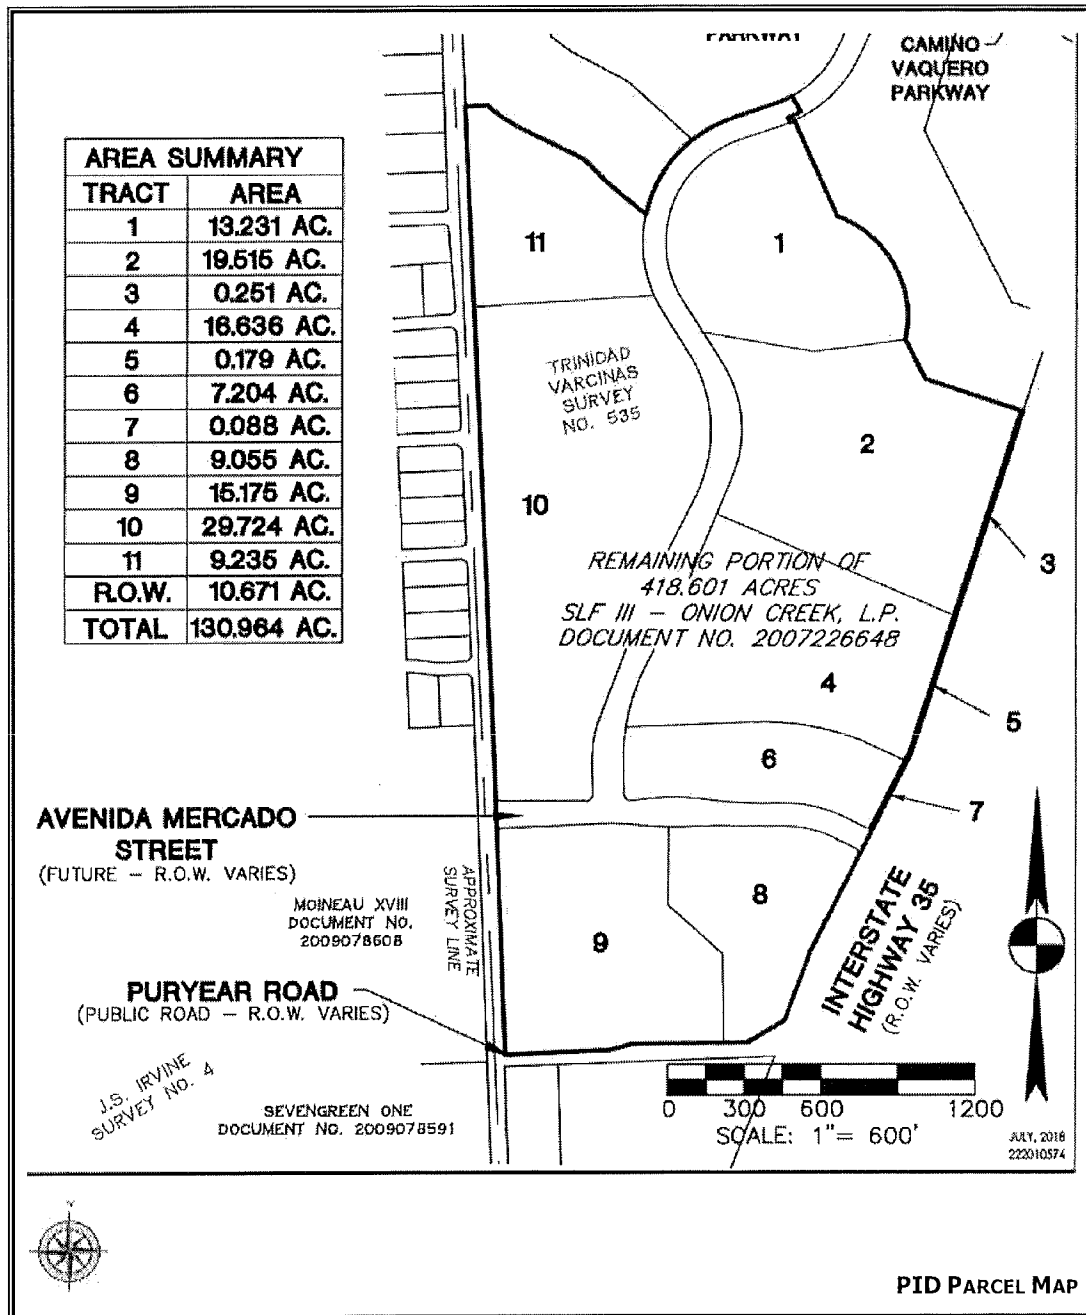 PARKWAY
CAMINO
VAQUERO
PARKWAY
AREA SUMMARY
TRACT AREA
1 13.231 AC.
2 19.515 AC.
3 0.251 AC.
4 16.636 AC.
5 0.179 AC.
6 7.204 AC.
7 0.088 AC.
8 9.055 AC.
9 15.175 AC.
10 29.724 AC.
11 9.235 AC.
R.O.W. 10.671 AC.
TOTAL 130.964 AC.
11
1
TRINIDAD
VARCINAS
SURVEY
NO. 535
2
10
3
REMAINING PORTION OF
418.601 ACRES
SLF III – ONION CREEK, L.P.
DOCUMENT NO. 2007226648
4
5
6
7
AVENIDA MERCADO
STREET
(FUTURE – R.O.W. VARIES)
MOINEAU XVIII
DOCUMENT NO.
2009078608
APPROXIMATE
SURVEY LINE
8
9
INTERSTATE
HIGHWAY 35
(R.O.W. VARIES)
PURYEAR ROAD
(PUBLIC ROAD – R.O.W. VARIES)
J.S. IRVINE
SURVEY NO. 4
SEVENGREEN ONE
DOCUMENT NO. 2009078591
0 300 600 1200
SCALE: 1"= 600'
JULY, 2016
222010574
PID PARCEL MAP